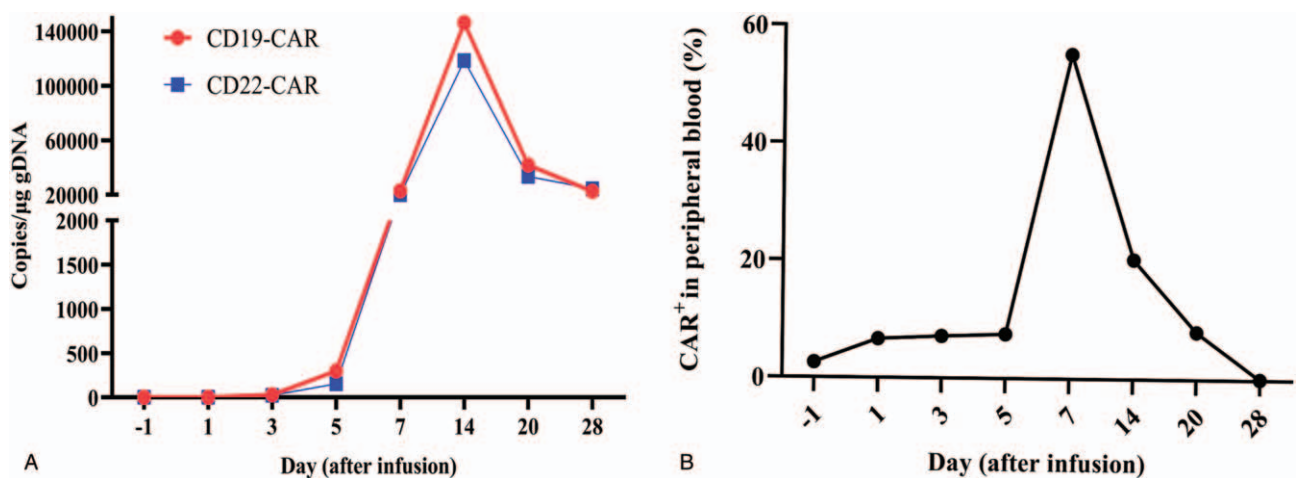 140000
100000
60000
20000
2000
1500
1000
500
0
Copies/µg gDNA
CD19-CAR
CD22-CAR
-1 1 3 5 7 14 20 28
Day (after infusion)
A
60
40
20
0
CAR+ in peripheral blood (%)
-1 1 3 5 7 14 20 28
Day (after infusion)
B